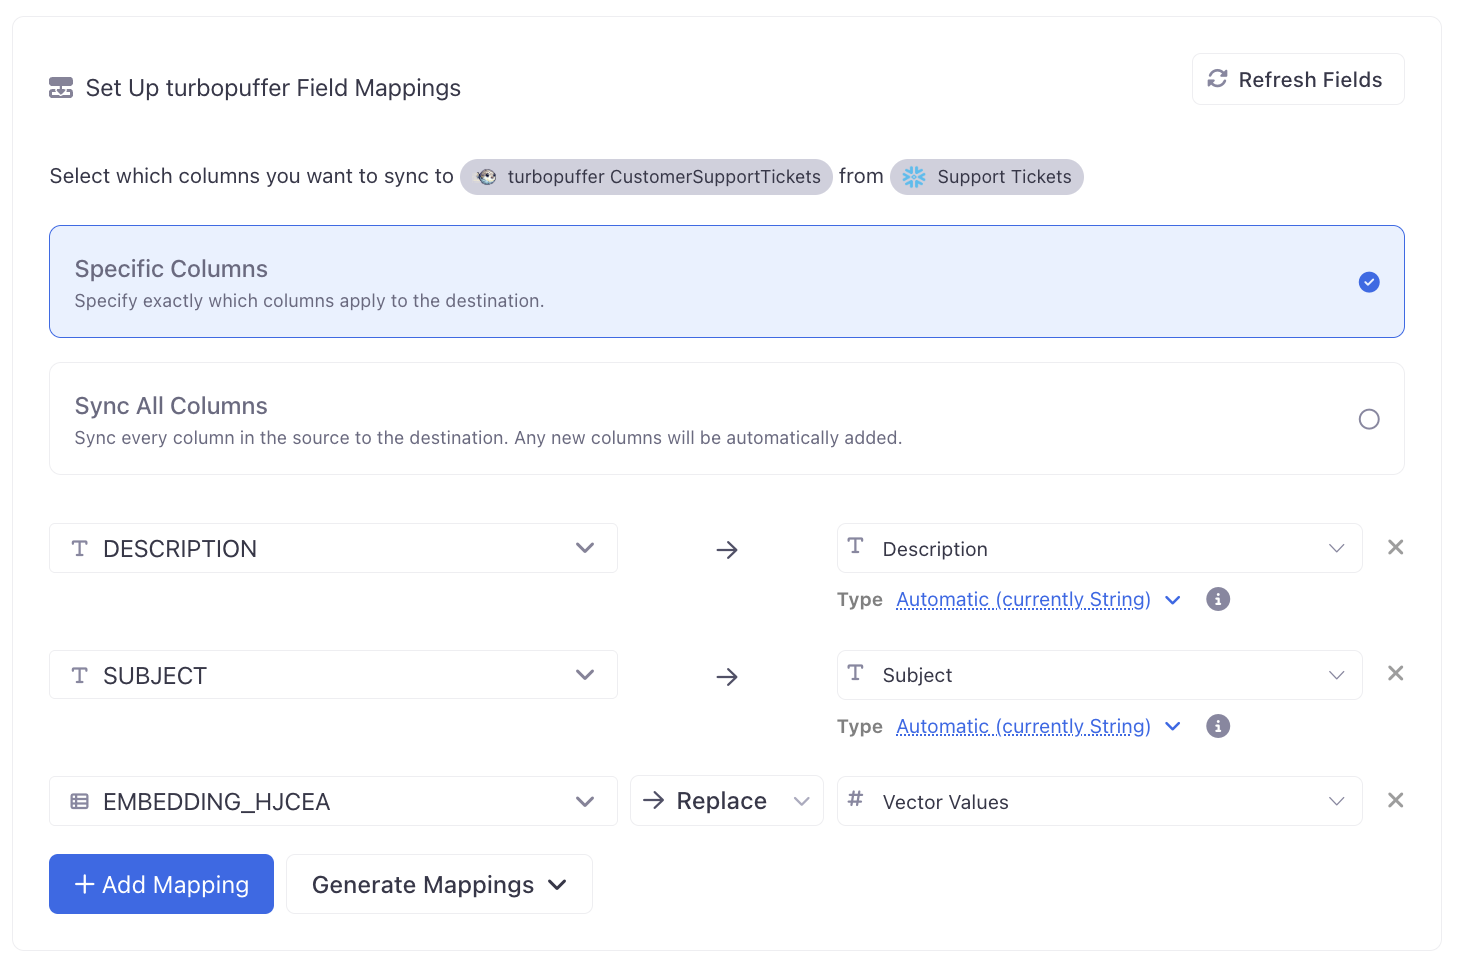 Set Up turbopuffer Field Mappings
Refresh Fields
Select which columns you want to sync to turbopuffer CustomerSupportTickets from Support Tickets
Specific Columns
Specify exactly which columns apply to the destination.
Sync All Columns
Sync every column in the source to the destination. Any new columns will be automatically added.
DESCRIPTION → Description
Type Automatic (currently String)
SUBJECT → Subject
Type Automatic (currently String)
EMBEDDING_HJCEA → Replace # Vector Values
+ Add Mapping Generate Mappings